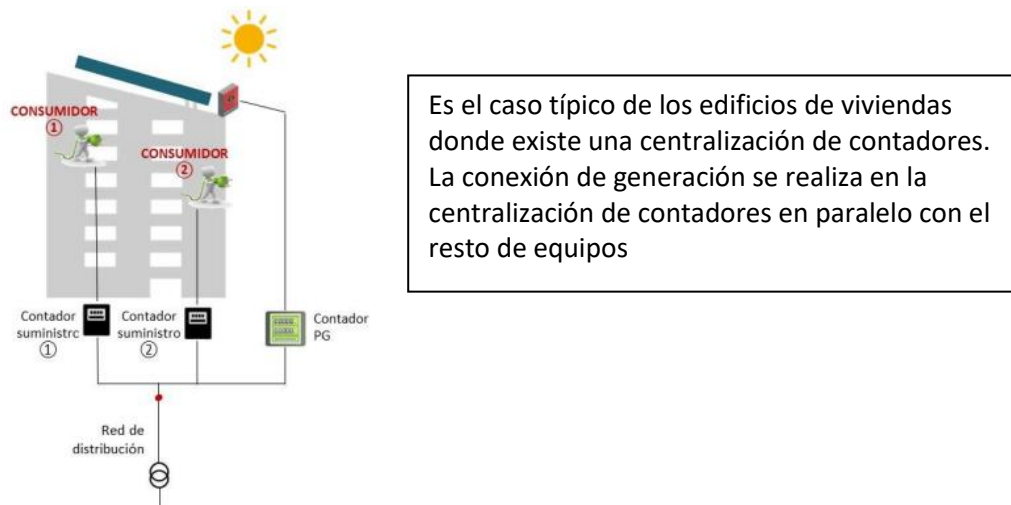 CONSUMIDOR
①
CONSUMIDOR
②
Contador
suministrc
①
Contador
suministro
②
Contador
PG
Red de
distribución
Es el caso típico de los edificios de viviendas
donde existe una centralización de contadores.
La conexión de generación se realiza en la
centralización de contadores en paralelo con el
resto de equipos